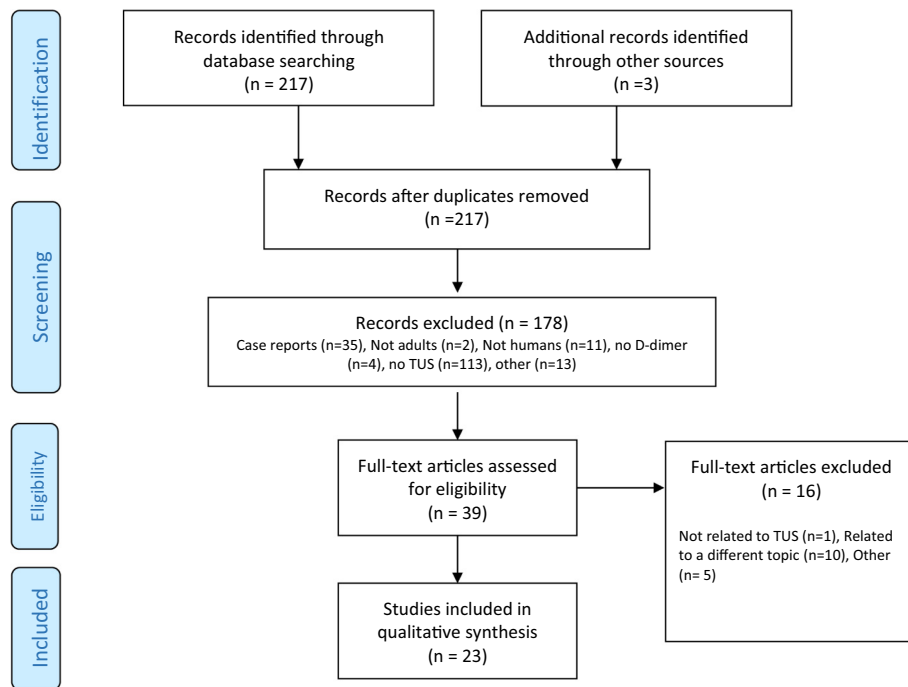 Identification
Records identified through
database searching
(n = 217)
Additional records identified
through other sources
(n =3)
Records after duplicates removed
(n =217)
Screening
Records excluded (n = 178)
Case reports (n=35), Not adults (n=2), Not humans (n=11), no D-dimer
(n=4), no TUS (n=113), other (n=13)
Eligibility
Full-text articles assessed
for eligibility
(n = 39)
Full-text articles excluded
(n = 16)
Not related to TUS (n=1), Related
to a different topic (n=10), Other
(n= 5)
Included
Studies included in
qualitative synthesis
(n = 23)